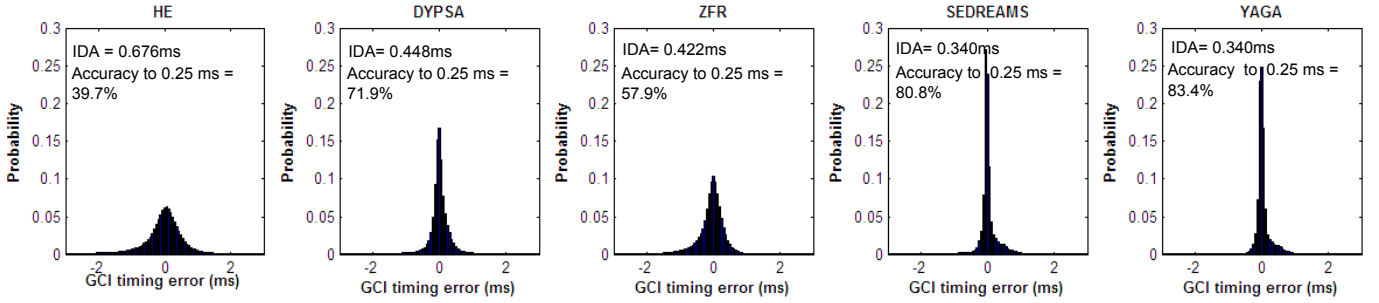 HE
IDA = 0.676ms
Accuracy to 0.25 ms =
39.7%
0.3
0.25
0.2
0.15
0.1
0.05
0
Probability
-2 0 2
GCI timing error (ms)
DYPSA
IDA= 0.448ms
Accuracy to 0.25 ms =
71.9%
0.3
0.25
0.2
0.15
0.1
0.05
0
Probability
-2 0 2
GCI timing error (ms)
ZFR
IDA= 0.422ms
Accuracy to 0.25 ms =
57.9%
0.3
0.25
0.2
0.15
0.1
0.05
0
Probability
-2 0 2
GCI timing error (ms)
SEDREAMS
IDA= 0.340ms
Accuracy to 0.25 ms =
80.8%
0.3
0.25
0.2
0.15
0.1
0.05
0
Probability
-2 0 2
GCI timing error (ms)
YAGA
IDA= 0.340ms
Accuracy to 0.25 ms =
83.4%
0.3
0.25
0.2
0.15
0.1
0.05
0
Probability
-2 0 2
GCI timing error (ms)